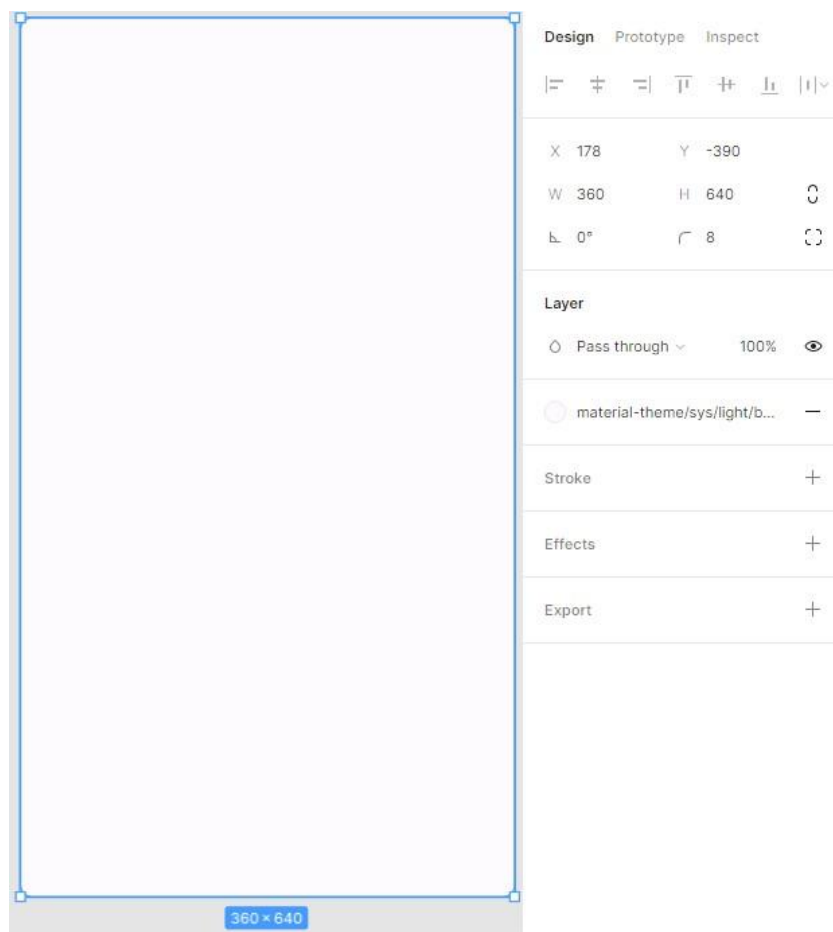 Design Prototype Inspect
X 178 Y -390
W 360 H 640
0° 8
Layer
Pass through 100%
material-theme/sys/light/b...
Stroke
Effects
Export
360 × 640